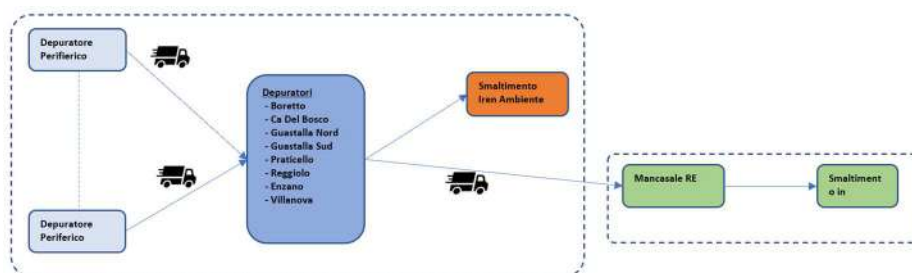 Depuratore
Perifierico
Depuratori
- Boretto
- Ca Del Bosco
- Guastalla Nord
- Guastalla Sud
- Praticello
- Reggiolo
- Enzano
- Villanova
Smaltimento
Iren Ambiente
Mancasale RE
Smaltiment
o in
Depuratore
Periferico